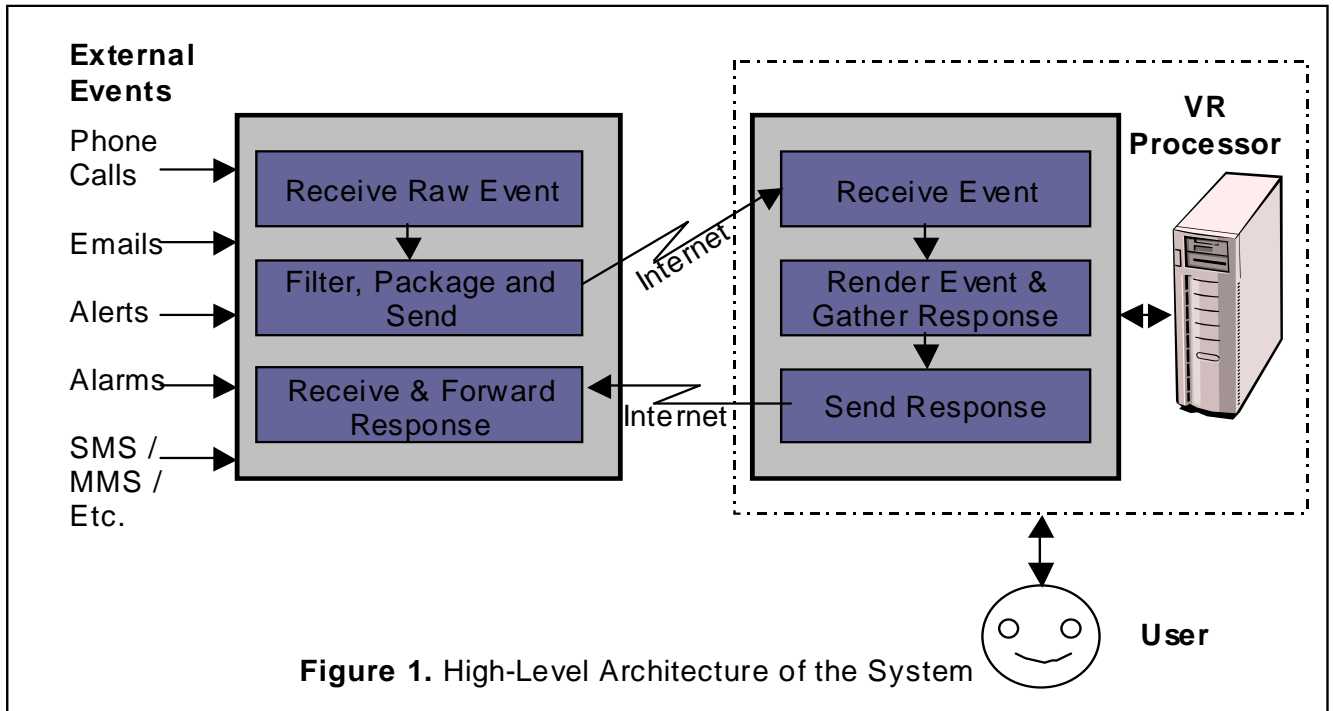 External
Events
Phone
Calls
Emails
Alerts
Alarms
SMS /
MMS /
Etc.
Receive Raw Event
Filter, Package and
Send
Receive & Forward
Response
Internet
Internet
Receive Event
Render Event &
Gather Response
Send Response
VR
Processor
User
Figure 1. High-Level Architecture of the System